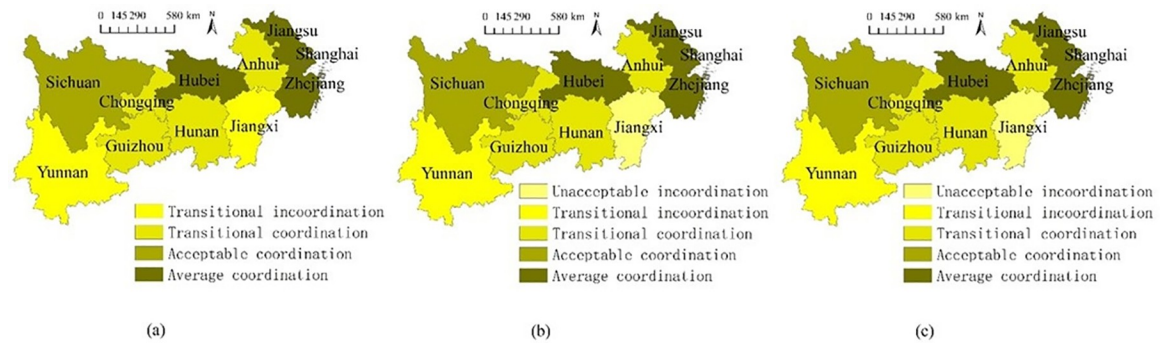 0 145 290 580 km N
Jiangsu
Shanghai
Anhui
Sichuan
Hubei
Zhcjiang
Chongqing
Hunan
Jiangxi
Guizhou
Yunnan
Transitional incoordination
Transitional coordination
Acceptable coordination
Average coordination
(a)
0 145 290 580 km N
Jiangsu
Shanghai
Anhui
Sichuan
Hubei
Zhcjiang
Chongqing
Hunan
Jiangxi
Guizhou
Yunnan
Unacceptable incoordination
Transitional incoordination
Transitional coordination
Acceptable coordination
Average coordination
(b)
0 145 290 580 km N
Jiangsu
Shanghai
Anhui
Sichuan
Hubei
Zhcjiang
Chongqing
Hunan
Jiangxi
Guizhou
Yunnan
Unacceptable incoordination
Transitional incoordination
Transitional coordination
Acceptable coordination
Average coordination
(c)